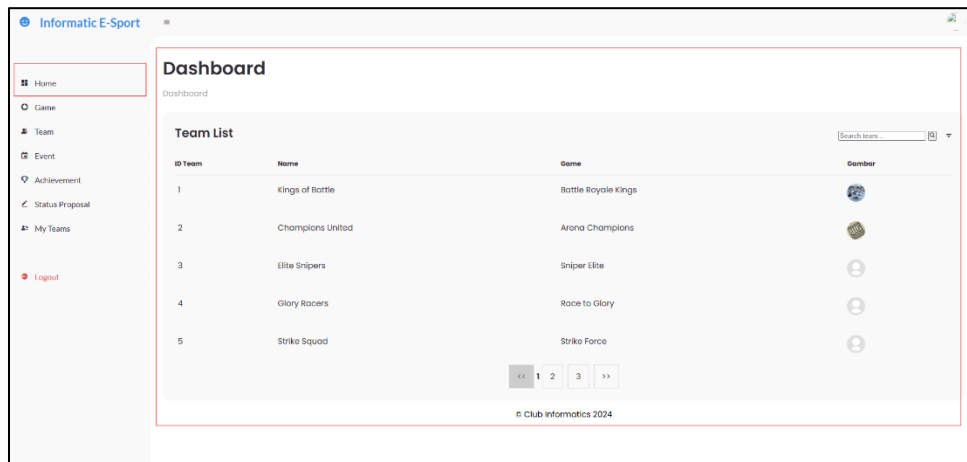 Informatic E-Sport
Home
Game
Team
Event
Achievement
Status Proposal
My Teams
Logout
Dashboard
Dashboard
Team List
Search team...
ID Team Name Game Gambar
1 Kings of Battle Battle Royale Kings
2 Champions United Arena Champions
3 Elite Snipers Sniper Elite
4 Glory Racers Race to Glory
5 Strike Squad Strike Force
<< 1 2 3 >>
© Club Informatics 2024